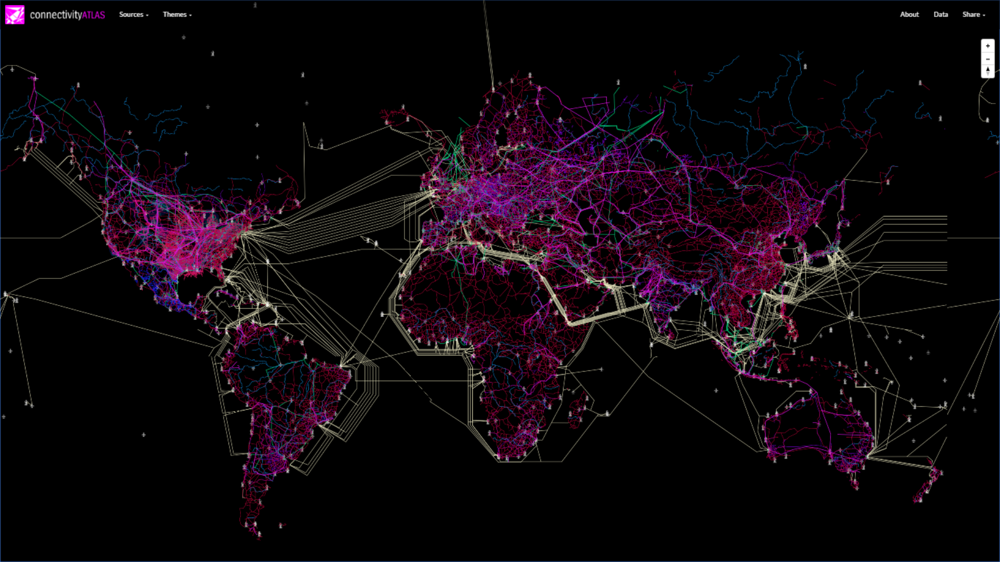 connectivityATLAS
Sources
Themes
About
Data
Share
+
-